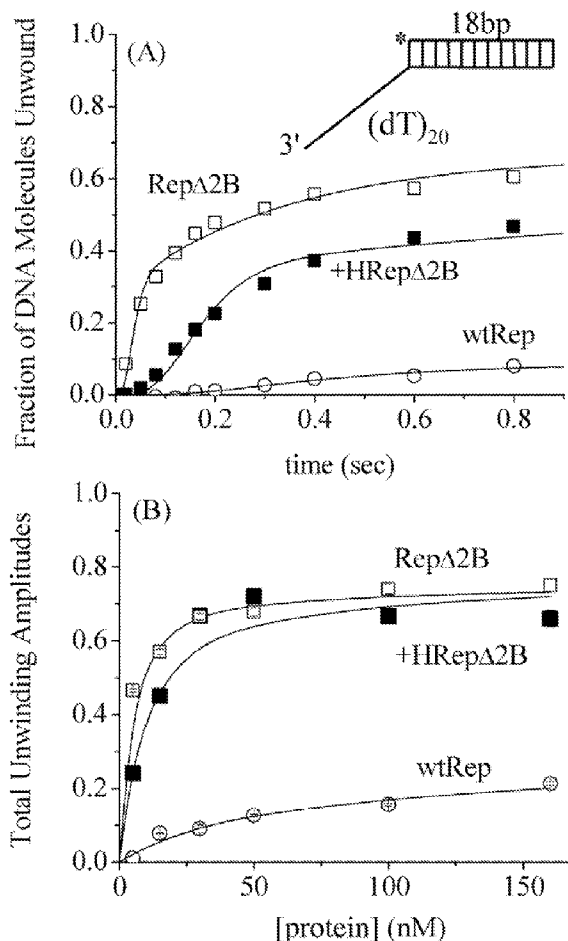 (A)
*
18bp
3'
(dT)20
RepΔ2B
+HRepΔ2B
wtRep
Fraction of DNA Molecules Unwound
1.0
0.8
0.6
0.4
0.2
0.0
0.0 0.2 0.4 0.6 0.8
time (sec)
(B)
RepΔ2B
+HRepΔ2B
wtRep
Total Unwinding Amplitudes
1.0
0.8
0.6
0.4
0.2
0.0
0 50 100 150
[protein] (nM)